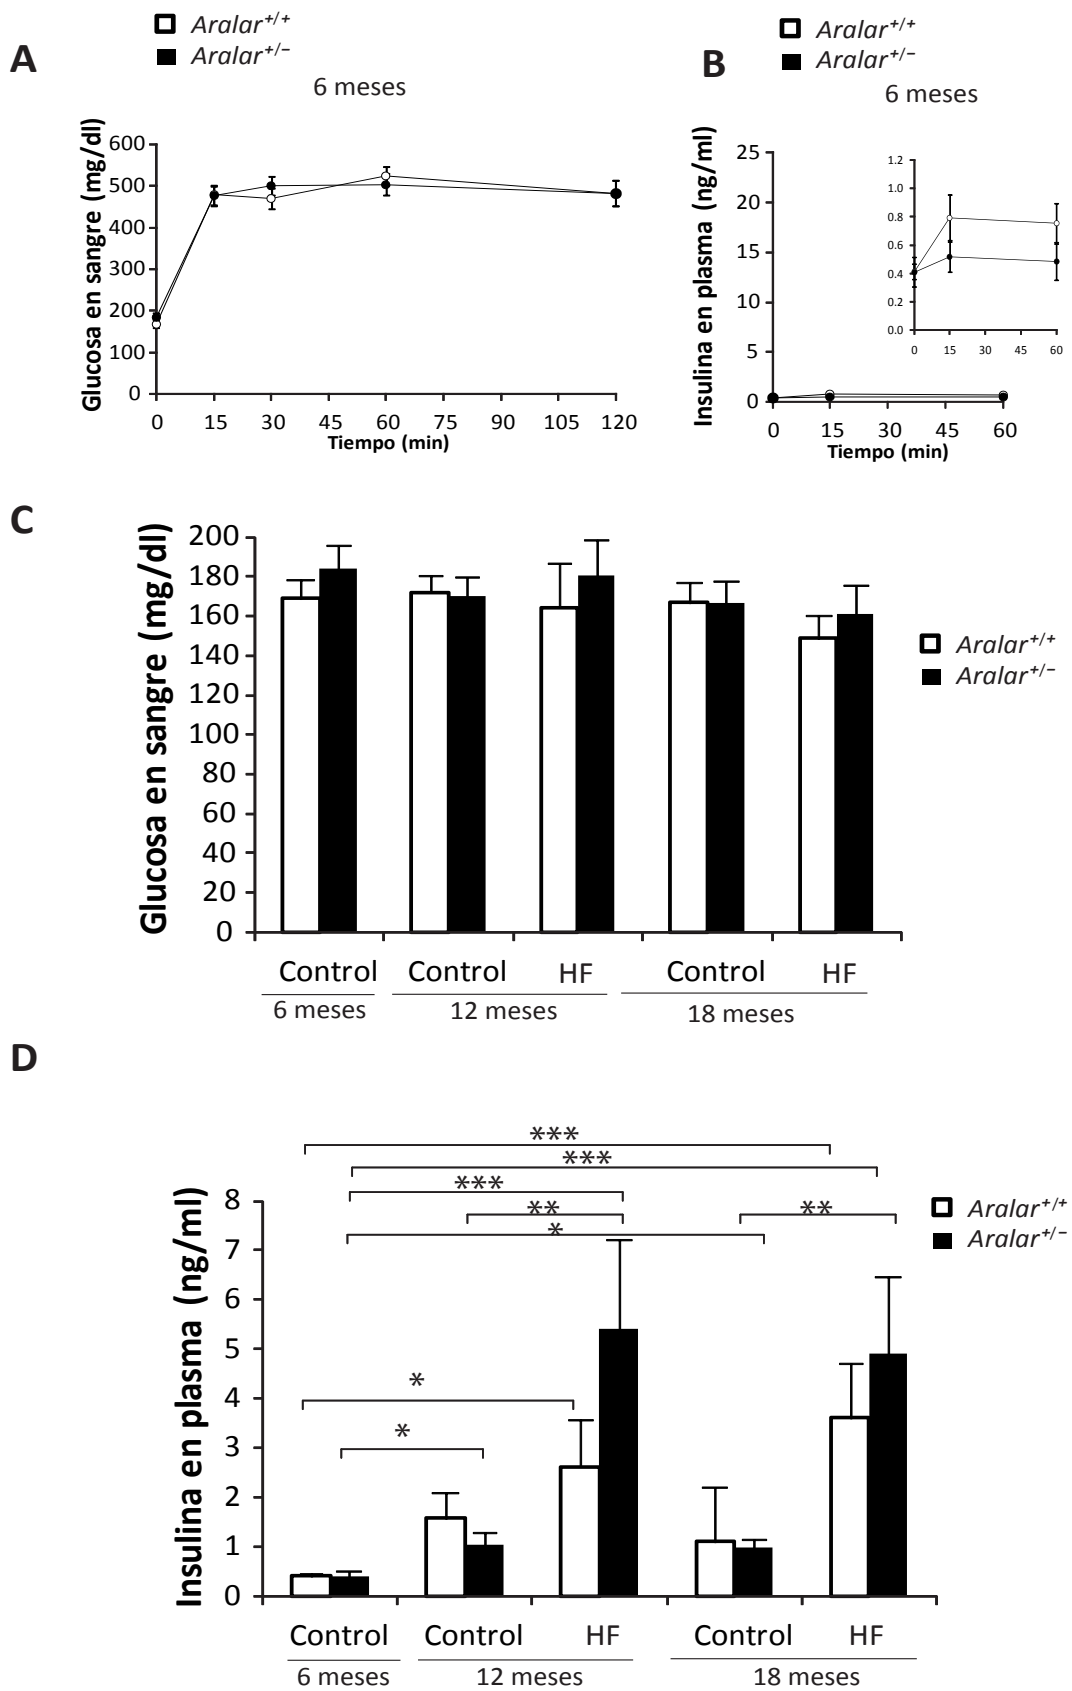 A
Aralar+/+
Aralar+/−
6 meses
Glucosa en sangre (mg/dl)
600
500
400
300
200
100
0
0 15 30 45 60 75 90 105 120
Tiempo (min)
B
Aralar+/+
Aralar+/−
6 meses
Insulina en plasma (ng/ml)
25
20
15
10
5
0
0 15 30 45 60
Tiempo (min)
1.2
1.0
0.8
0.6
0.4
0.2
0.0
0 15 30 45 60
C
Glucosa en sangre (mg/dl)
200
180
160
140
120
100
80
60
40
20
0
Control Control HF Control HF
6 meses 12 meses 18 meses
Aralar+/+
Aralar+/−
D
Insulina en plasma (ng/ml)
8
7
6
5
4
3
2
1
0
***
***
***
** **
*
*
*
Control Control HF Control HF
6 meses 12 meses 18 meses
Aralar+/+
Aralar+/−